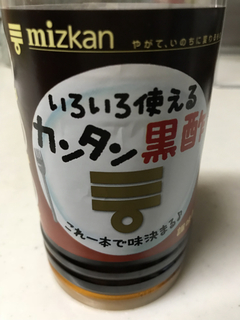 mizkan
やがて、いのちに変わるもの
いろいろ使える
カンタン黒酢
これ一本で味決まる